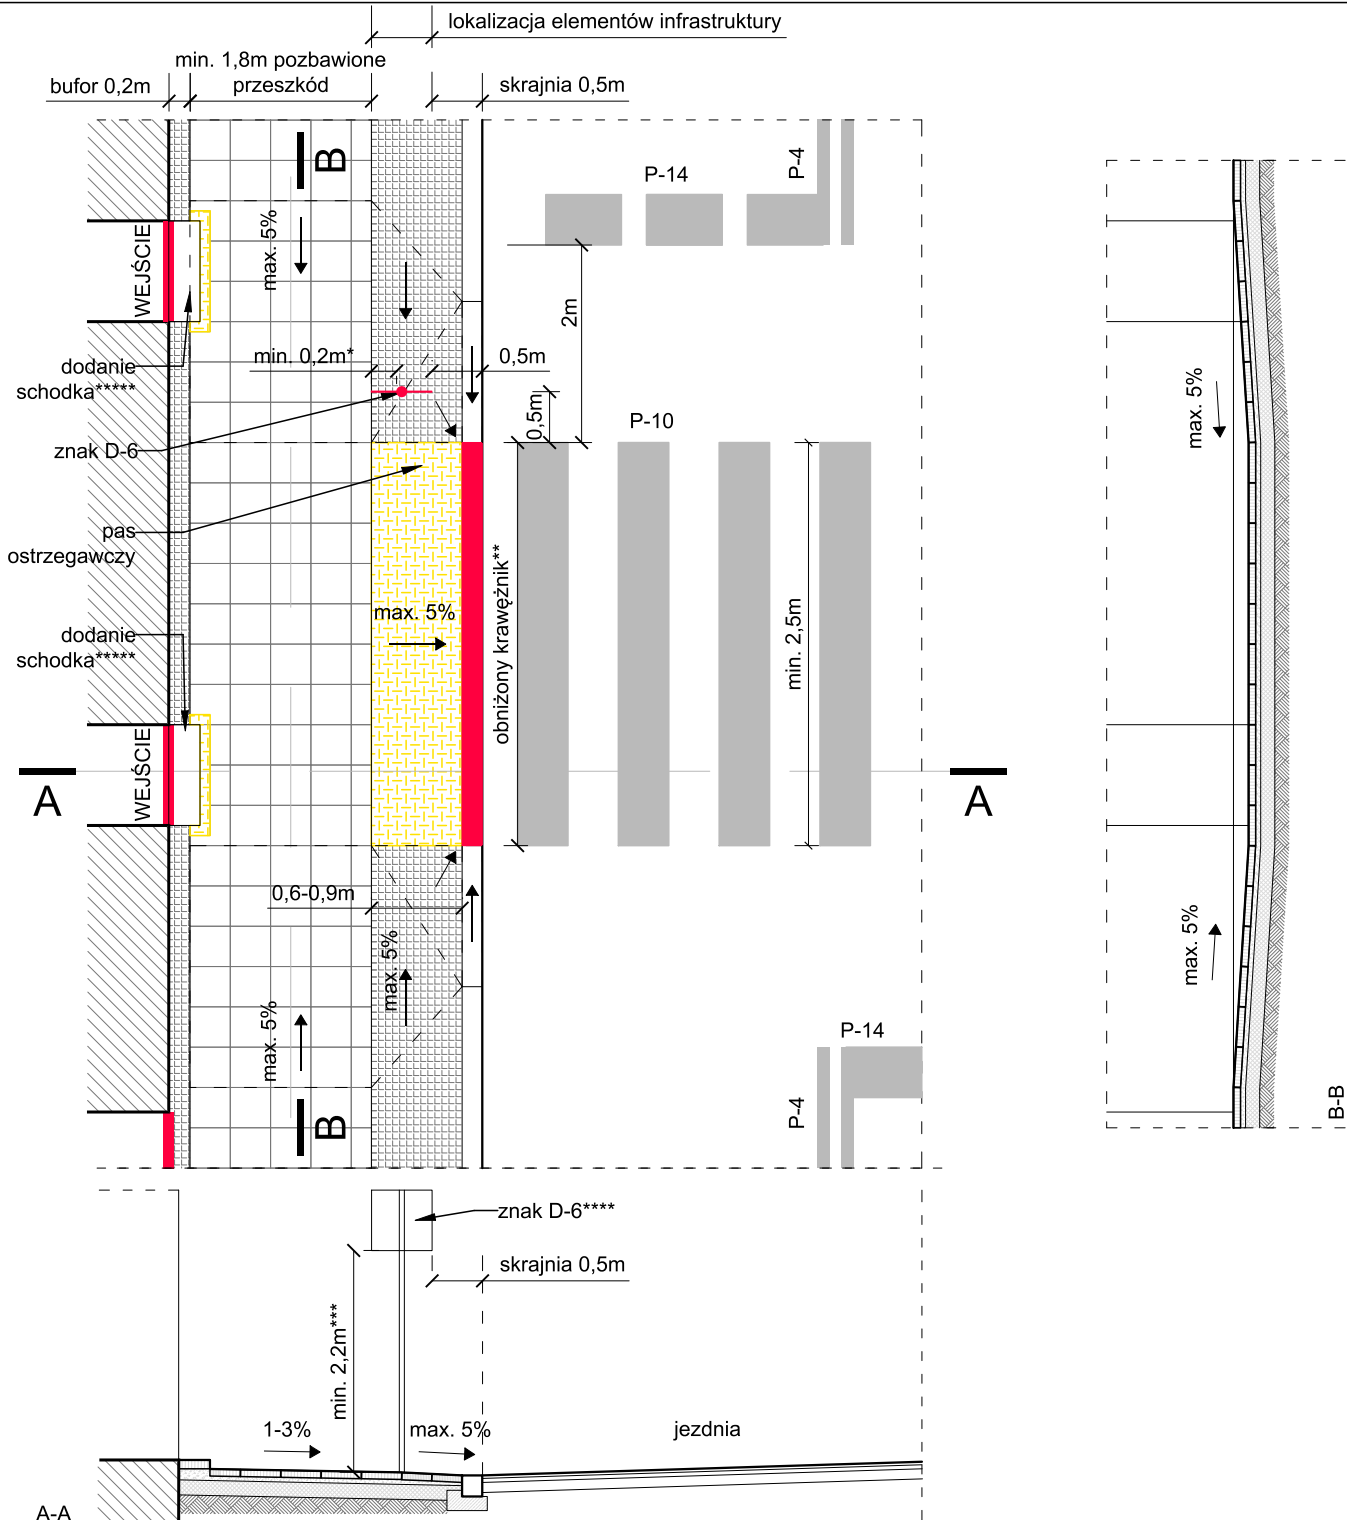 lokalizacja elementów infrastruktury
min. 1,8m pozbawione
przeszkód
bufor 0,2m
skrajnia 0,5m
B
P-14
P-4
max. 5%
WEJŚCIE
2m
min. 0,2m*
0,5m
dodanie
schodka*****
0,5m
znak D-6
P-10
max. 5%
pas
ostrzegawczy
obniżony krawężnik**
max. 5%
min. 2,5m
dodanie
schodka*****
WEJŚCIE
A
A
0,6-0,9m
max. 5%
max. 5%
max. 5%
P-14
P-4
B
B-B
znak D-6****
skrajnia 0,5m
min. 2,2m***
1-3%
max. 5%
jezdnia
A-A